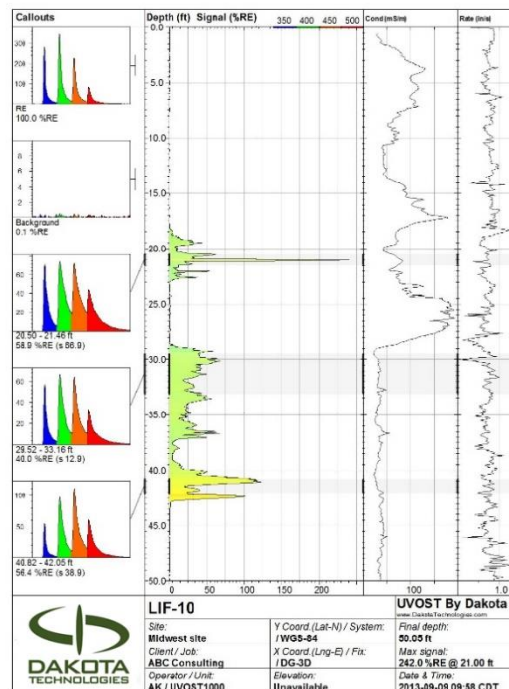 Callouts
Depth (ft) Signal (%RE)
350 400 450 500
Cond (mS/m)
Rate (in/s)
0.0
5.0
10.0
15.0
20.0
25.0
30.0
35.0
40.0
45.0
50.0
300
200
100
RE
100.0 %RE
8
6
4
2
Background
0.1 %RE
60
40
20
20.50 - 21.46 ft
58.9 %RE (s 86.9)
60
40
20
29.52 - 33.16 ft
40.0 %RE (s 12.9)
100
50
40.82 - 42.05 ft
56.4 %RE (s 38.9)
0 50 100 150 200 250
100
1.0
DAKOTA
TECHNOLOGIES
LIF-10
UVOST By Dakota
www.DakotaTechnologies.com
Site:
Midwest site
Y Coord.(Lat-N) / System:
/ WGS-84
Final depth:
50.05 ft
Client / Job:
ABC Consulting
X Coord.(Lng-E) / Fix:
/ DG-3D
Max signal:
242.0 %RE @ 21.00 ft
Operator / Unit:
AK / UVOST1000
Elevation:
Unavailable
Date & Time:
2013-09-09 09:58 CDT